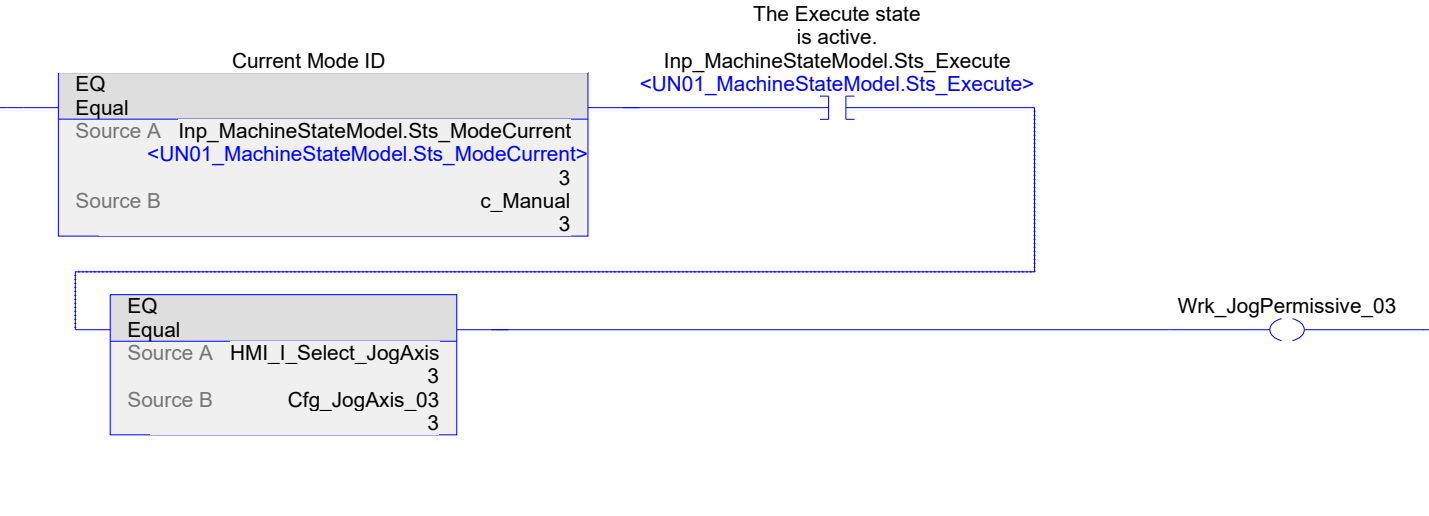 The Execute state
is active.
Current Mode ID
Inp_MachineStateModel.Sts_Execute
EQ
<UN01_MachineStateModel.Sts_Execute>
Equal
Source A Inp_MachineStateModel.Sts_ModeCurrent
<UN01_MachineStateModel.Sts_ModeCurrent>
3
Source B c_Manual
3
EQ
Wrk_JogPermissive_03
Equal
Source A HMI_I_Select_JogAxis
3
Source B Cfg_JogAxis_03
3